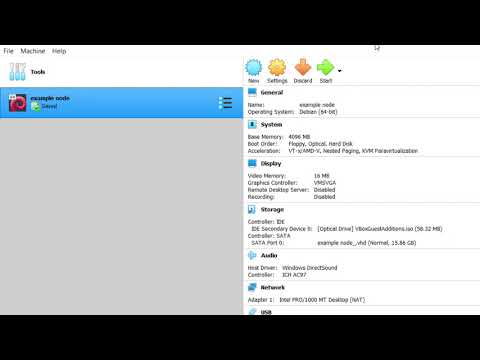 File Machine Help
Tools
example node
Saved
New Settings Discard Start
General
Name: example node
Operating System: Debian (64-bit)
System
Base Memory: 4096 MB
Boot Order: Floppy, Optical, Hard Disk
Acceleration: VT-x/AMD-V, Nested Paging, KVM Paravirtualization
Display
Video Memory: 16 MB
Graphics Controller: VMSVGA
Remote Desktop Server: Disabled
Recording: Disabled
Storage
Controller: IDE
IDE Secondary Device 0: [Optical Drive] VBoxGuestAdditions.iso (58.32 MB)
Controller: SATA
SATA Port 0: example node_.vhd (Normal, 15.86 GB)
Audio
Host Driver: Windows DirectSound
Controller: ICH AC97
Network
Adapter 1: Intel PRO/1000 MT Desktop (NAT)
USB